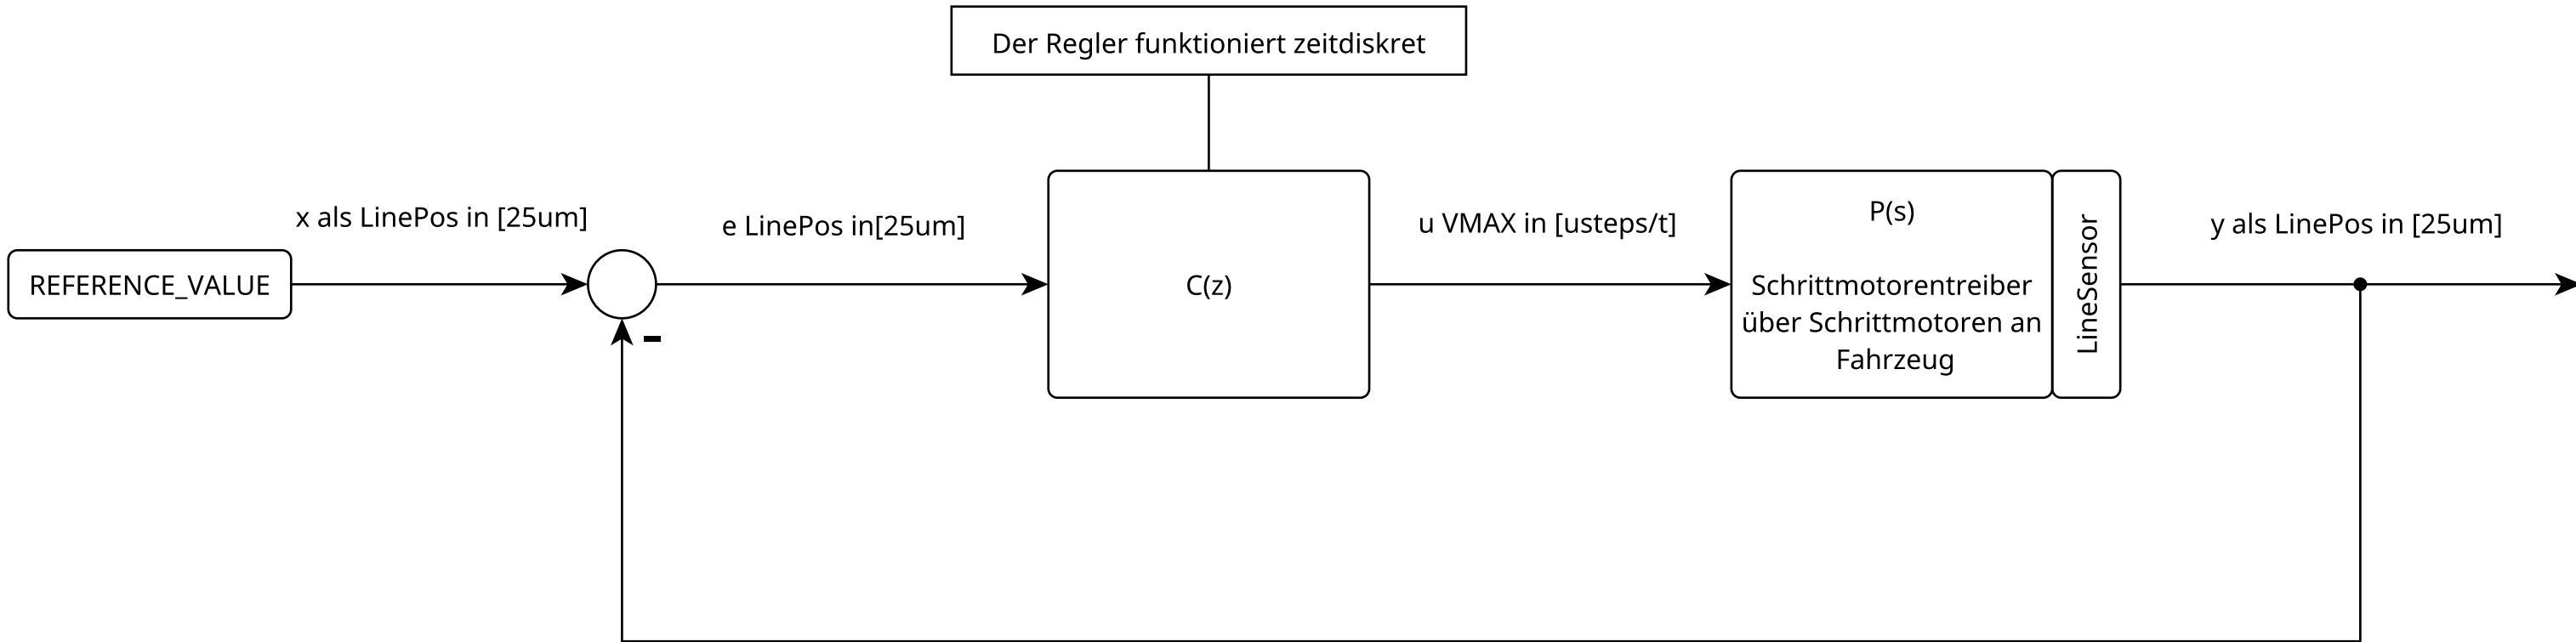 Der Regler funktioniert zeitdiskret
x als LinePos in [25um]
e LinePos in[25um]
u VMAX in [usteps/t]
y als LinePos in [25um]
REFERENCE_VALUE
-
C(z)
P(s)
Schrittmotorentreiber
über Schrittmotoren an
Fahrzeug
LineSensor